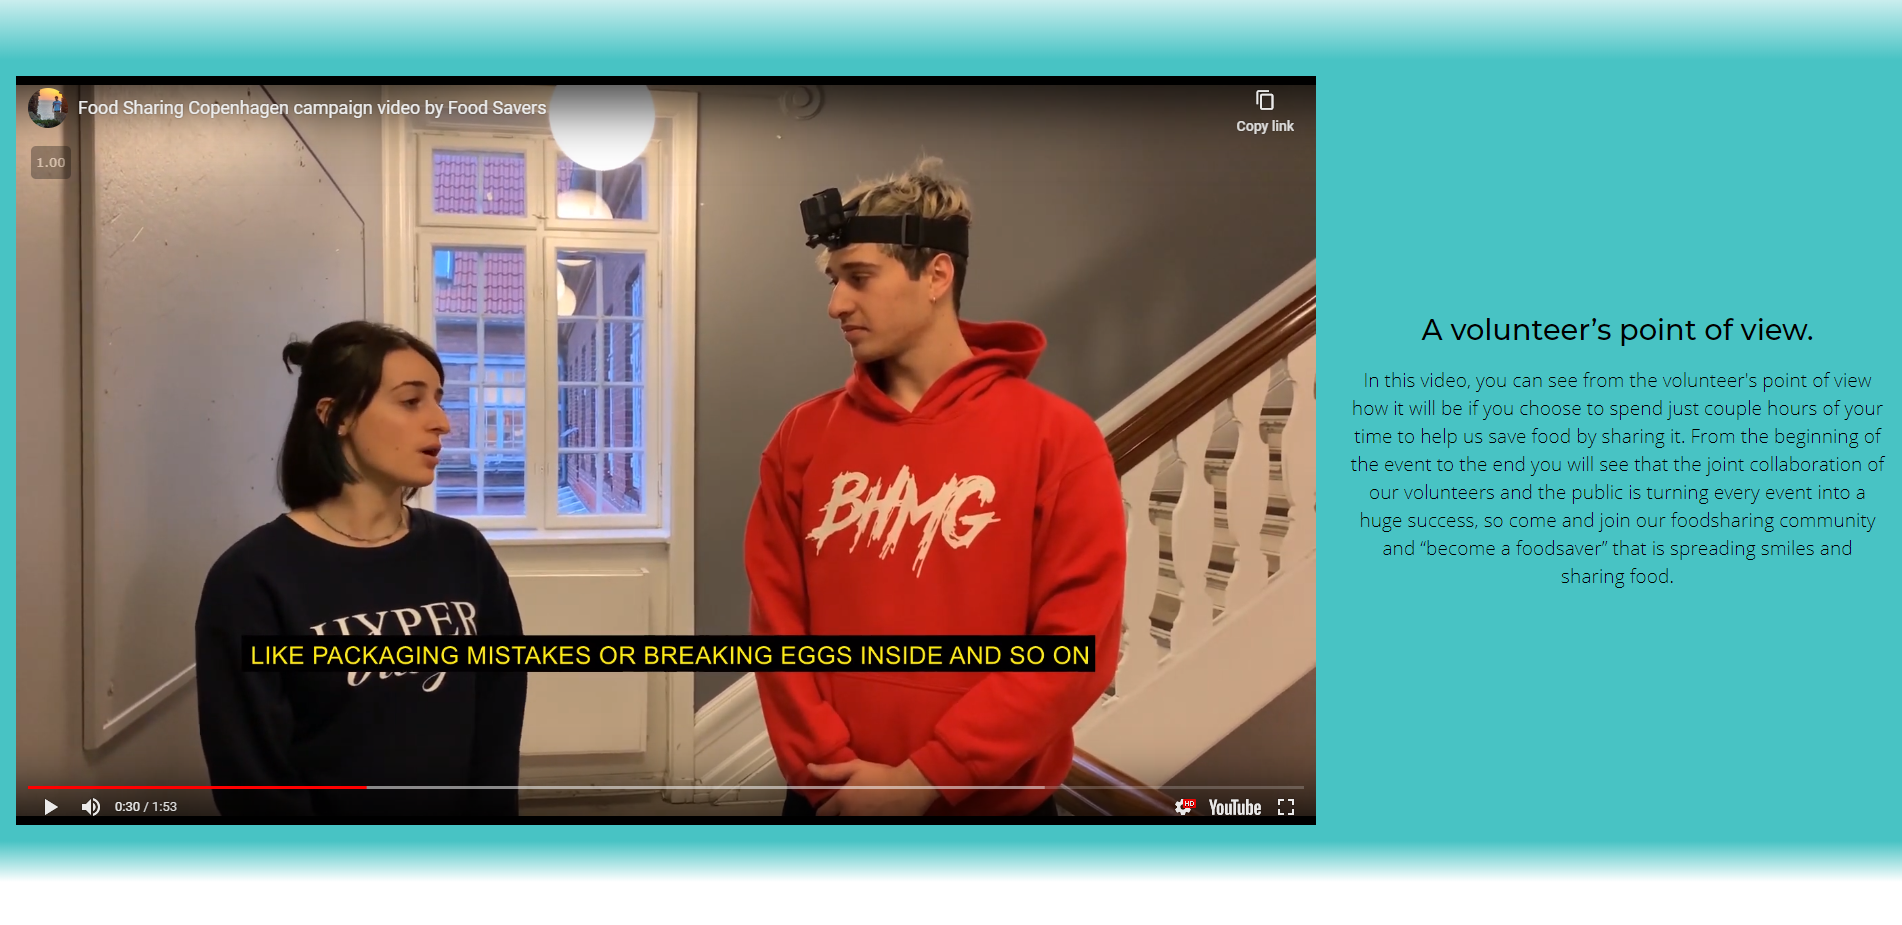 Food Sharing Copenhagen campaign video by Food Savers
Copy link
1.00
HYPER
BHMG
LIKE PACKAGING MISTAKES OR BREAKING EGGS INSIDE AND SO ON
0:30 / 1:53
HD
YouTube
A volunteer’s point of view.
In this video, you can see from the volunteer's point of view
how it will be if you choose to spend just couple hours of your
time to help us save food by sharing it. From the beginning of
the event to the end you will see that the joint collaboration of
our volunteers and the public is turning every event into a
huge success, so come and join our foodsharing community
and “become a foodsaver” that is spreading smiles and
sharing food.